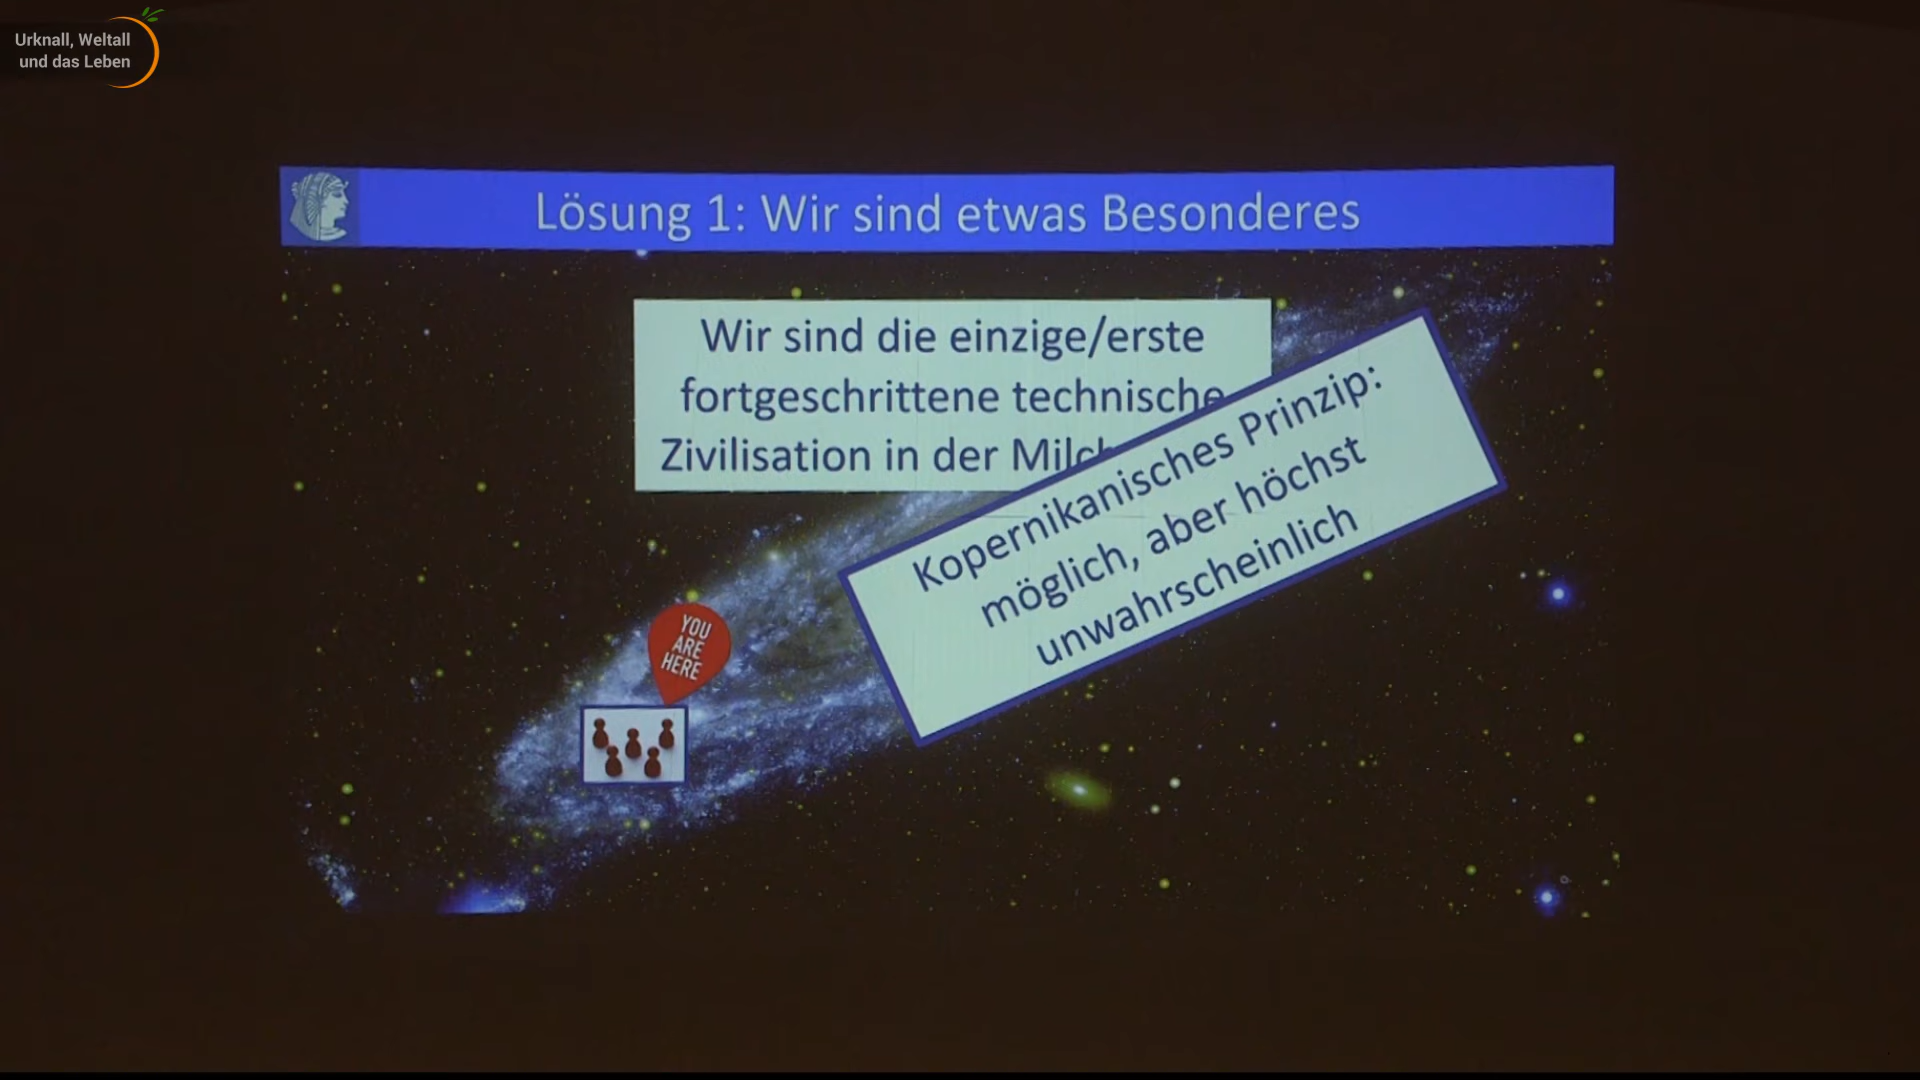 Urknall, Weltall
und das Leben
Lösung 1: Wir sind etwas Besonderes
Wir sind die einzige/erste
fortgeschrittene technische
Zivilisation in der Milch
Kopernikanisches Prinzip:
möglich, aber höchst
unwahrscheinlich
YOU
ARE
HERE